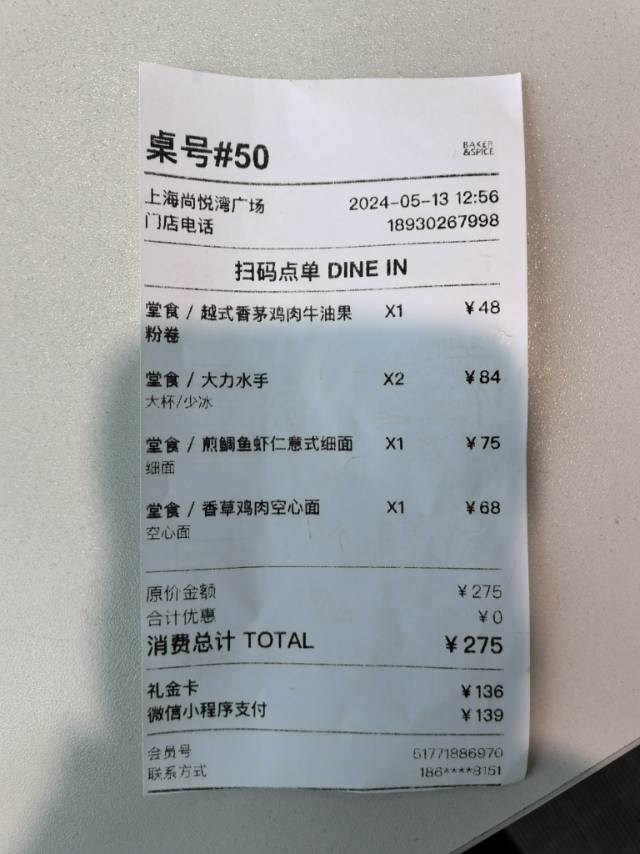 桌号#50
BAKER
&SPICE
上海尚悦湾广场 2024-05-13 12:56
门店电话 18930267998
扫码点单 DINE IN
堂食 / 越式香茅鸡肉牛油果 X1 ¥48
粉卷
堂食 / 大力水手 X2 ¥84
大杯/少冰
堂食 / 煎鲷鱼虾仁意式细面 X1 ¥75
细面
堂食 / 香草鸡肉空心面 X1 ¥68
空心面
原价金额 ¥275
合计优惠 ¥0
消费总计 TOTAL ¥275
礼金卡 ¥136
微信小程序支付 ¥139
会员号 51771886970
联系方式 186****8151